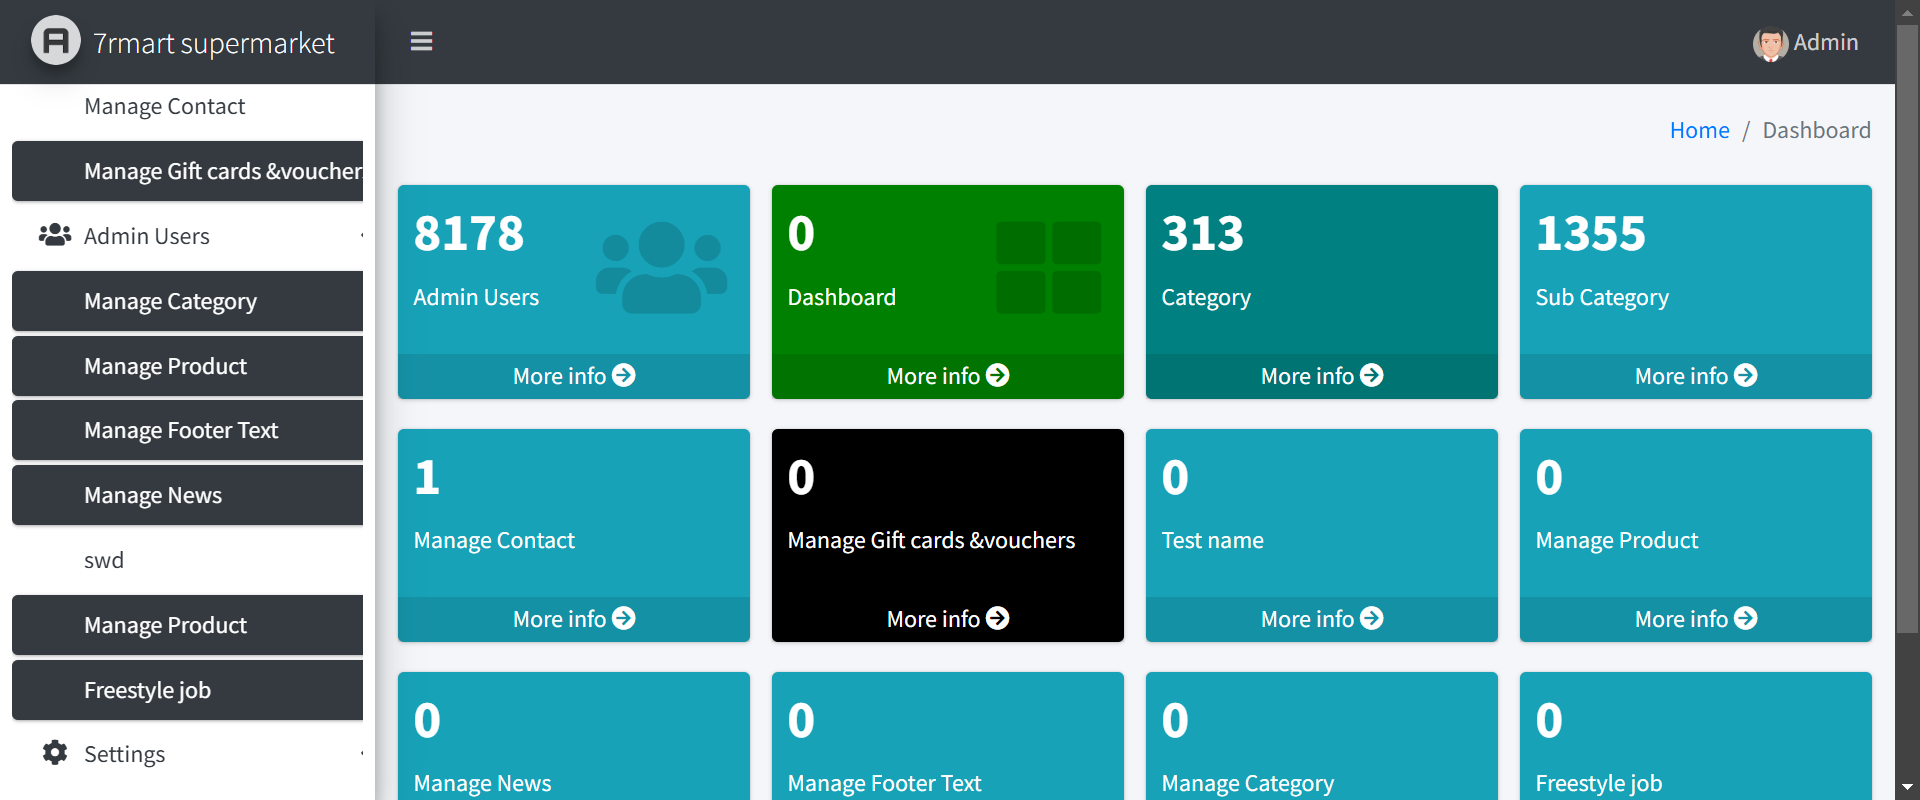 7rmart supermarket
Admin
Manage Contact
Manage Gift cards &voucher
Admin Users
Manage Category
Manage Product
Manage Footer Text
Manage News
swd
Manage Product
Freestyle job
Settings
Home / Dashboard
8178
Admin Users
More info
0
Dashboard
More info
313
Category
More info
1355
Sub Category
More info
1
Manage Contact
More info
0
Manage Gift cards &vouchers
More info
0
Test name
More info
0
Manage Product
More info
0
Manage News
0
Manage Footer Text
0
Manage Category
0
Freestyle job